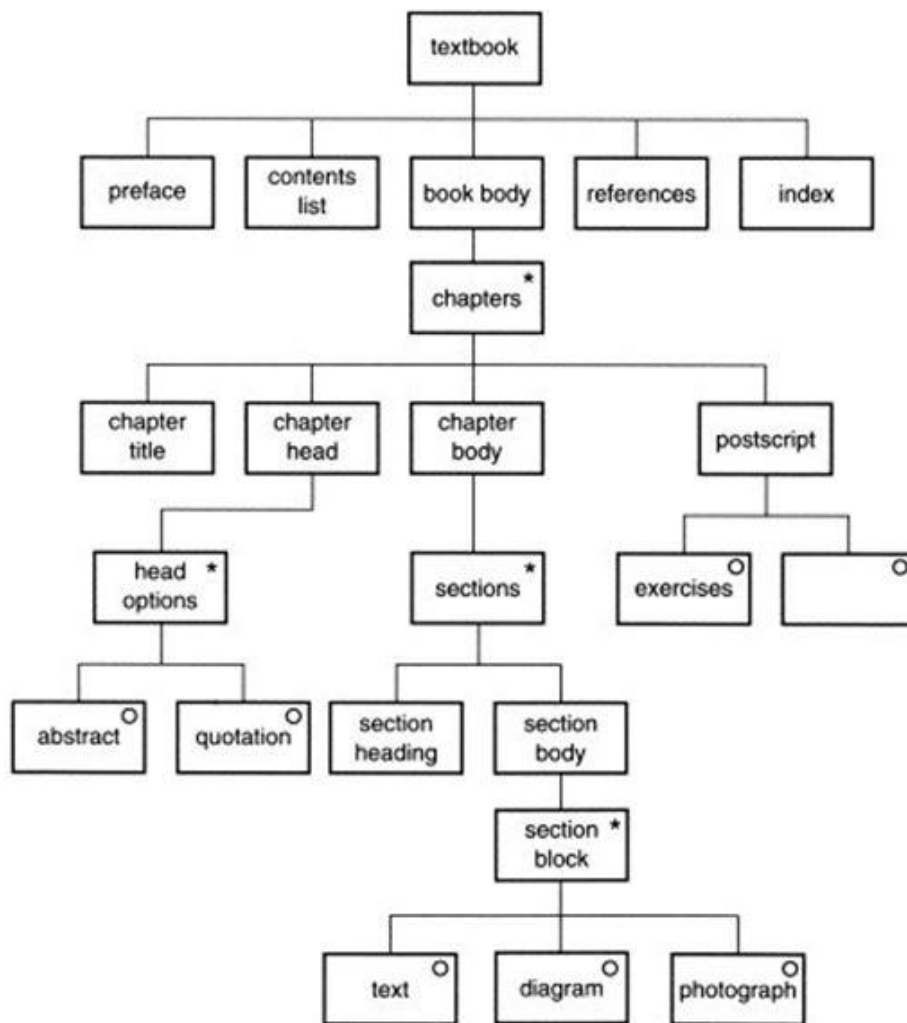 textbook
preface
contents
list
book body
references
index
*
chapters
chapter
title
chapter
head
chapter
body
postscript
head
options
*
sections
*
exercises
abstract
quotation
section
heading
section
body
section
block
*
text
diagram
photograph